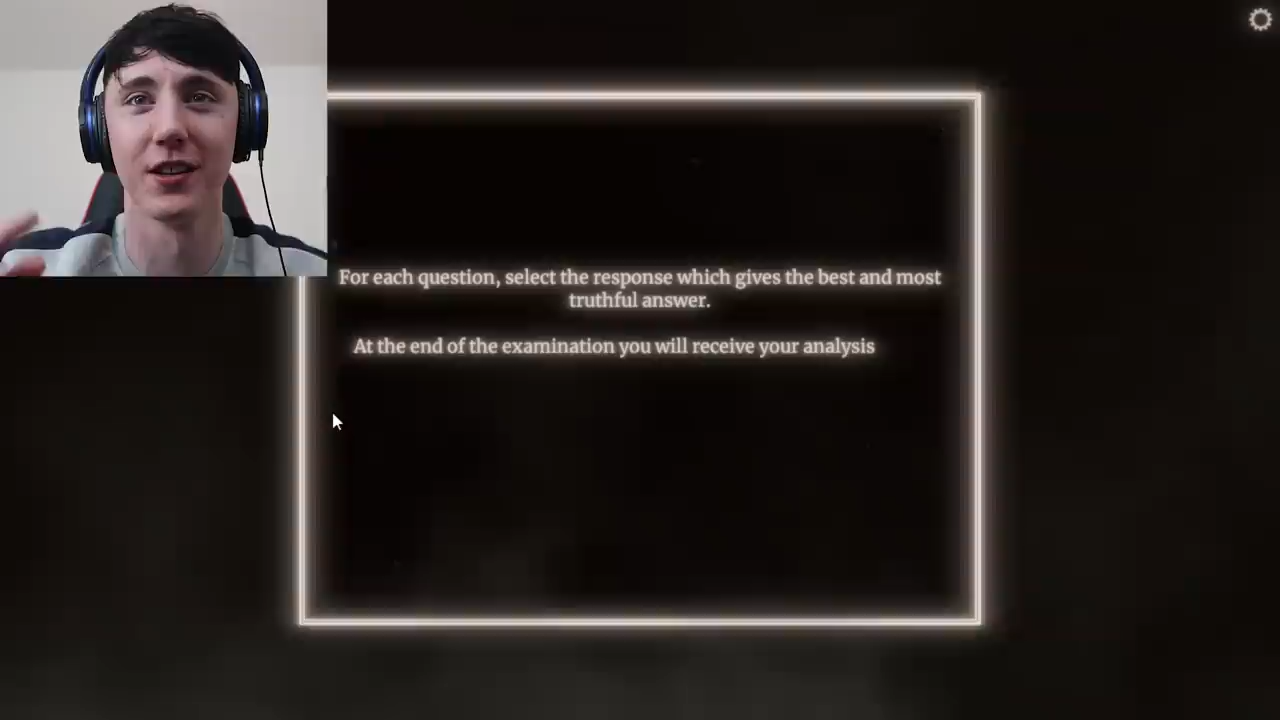 For each question, select the response which gives the best and most
truthful answer.
At the end of the examination you will receive your analysis